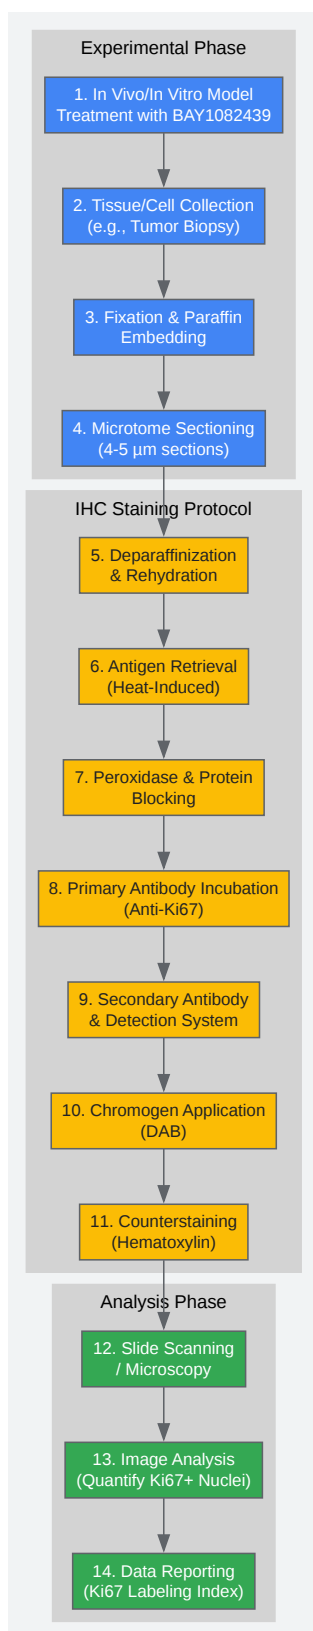 Experimental Phase
1. In Vivo/In Vitro Model
Treatment with BAY1082439
2. Tissue/Cell Collection
(e.g., Tumor Biopsy)
3. Fixation & Paraffin
Embedding
4. Microtome Sectioning
(4-5 µm sections)
IHC Staining Protocol
5. Deparaffinization
& Rehydration
6. Antigen Retrieval
(Heat-Induced)
7. Peroxidase & Protein
Blocking
8. Primary Antibody Incubation
(Anti-Ki67)
9. Secondary Antibody
& Detection System
10. Chromogen Application
(DAB)
11. Counterstaining
(Hematoxylin)
Analysis Phase
12. Slide Scanning
/ Microscopy
13. Image Analysis
(Quantify Ki67+ Nuclei)
14. Data Reporting
(Ki67 Labeling Index)